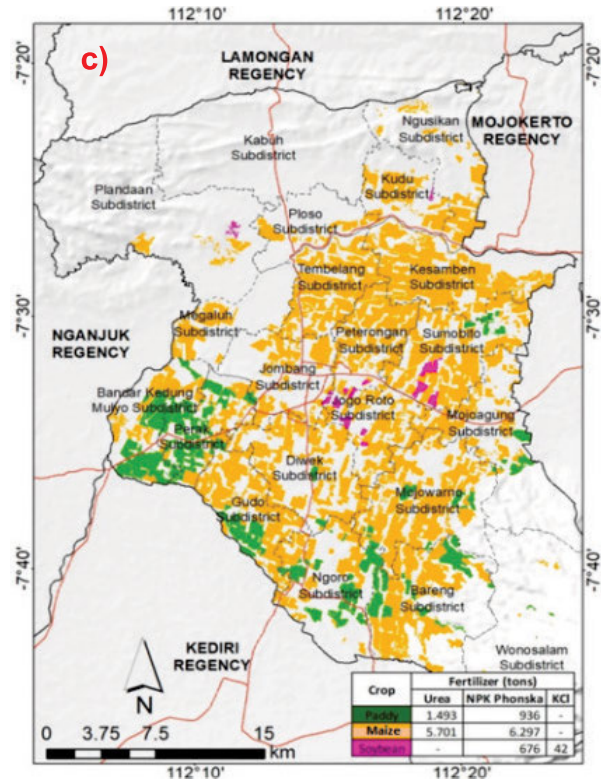 112°10' 112°20'
c)
-7°20' -7°20'
LAMONGAN
REGENCY
MOJOKERTO
REGENCY
Ngusikan
Subdistrict
Kabuh
Subdistrict
Kudu
Subdistrict
Plandaan
Subdistrict
Ploso
Subdistrict
Tembelang
Subdistrict
Kesamben
Subdistrict
-7°30' -7°30'
Megaluh
Subdistrict
Peterongan
Subdistrict
Sumobito
Subdistrict
NGANJUK
REGENCY
Jombang
Subdistrict
Bandar Kedung
Mulyo Subdistrict
Jogo Roto
Subdistrict
Mojoagung
Subdistrict
Perak
Subdistrict
Diwek
Subdistrict
Mojowarno
Subdistrict
Gudo
Subdistrict
-7°40' -7°40'
Ngoro
Subdistrict
Bareng
Subdistrict
KEDIRI
REGENCY
Wonosalam
Subdistrict
N
0 3.75 7.5 15
km
Crop Fertilizer (tons)
Urea NPK Phonska KCl
Paddy 1.493 936 -
Maize 5.701 6.297 -
Soybean - 676 42
112°10' 112°20'